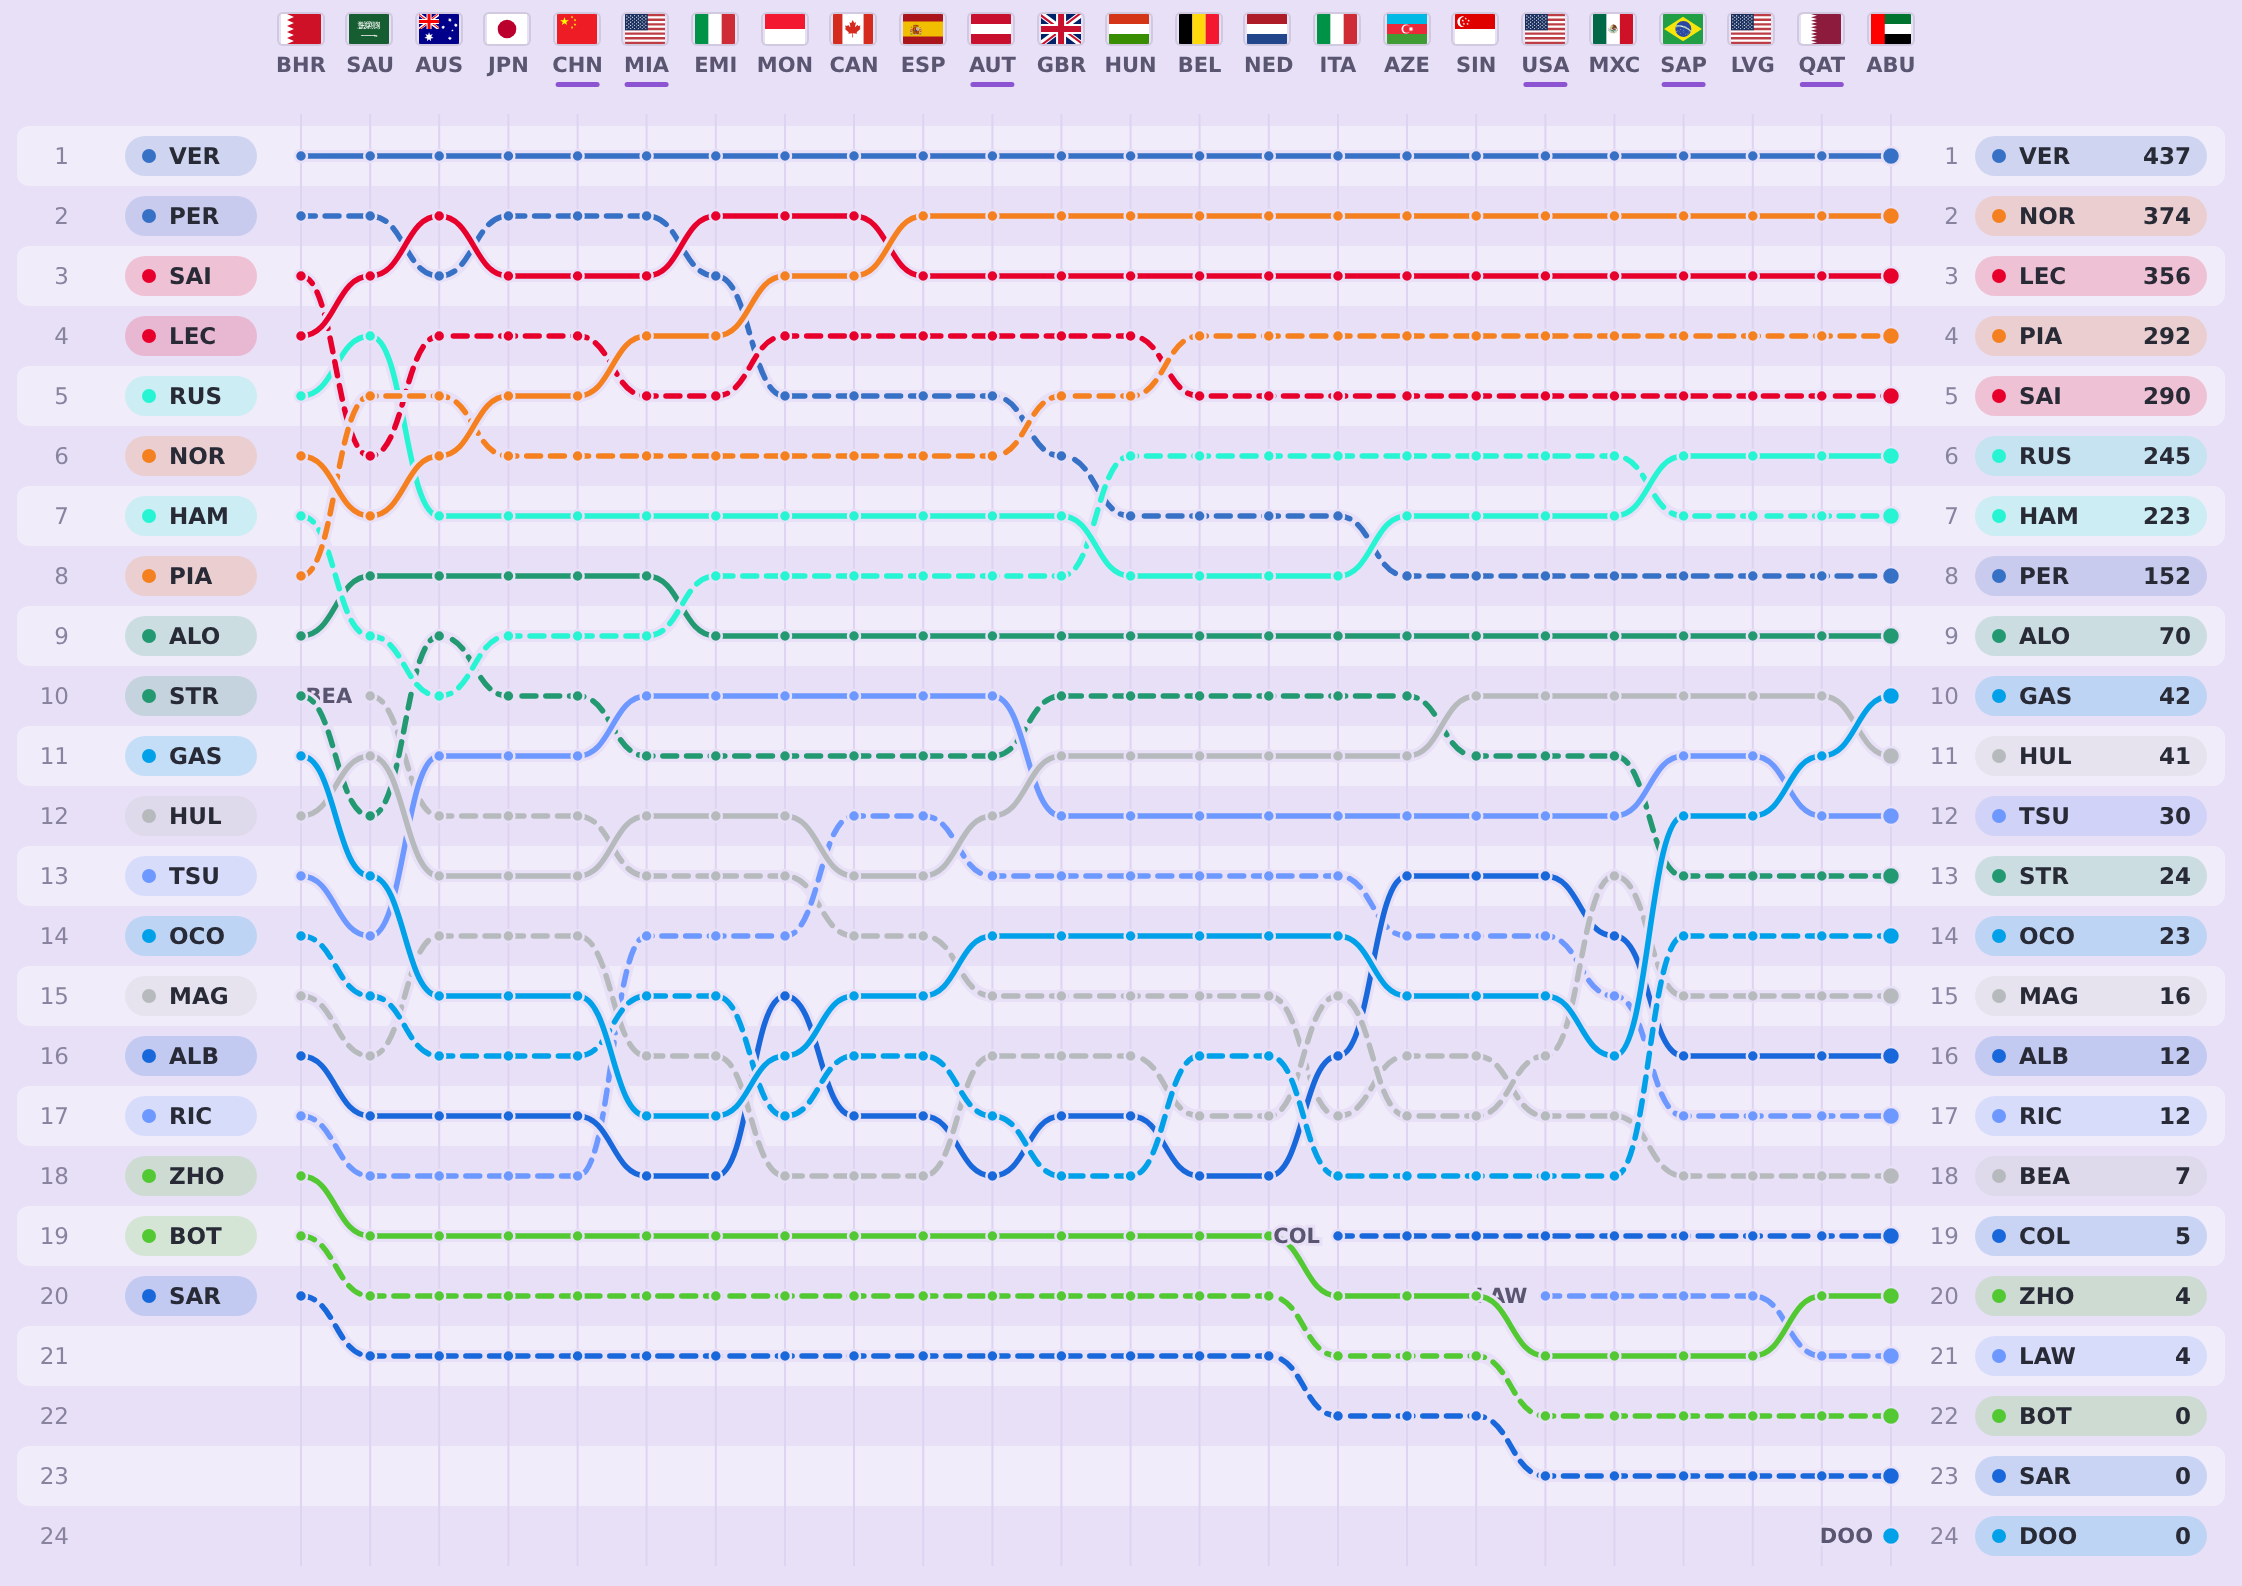 BHR SAU AUS JPN CHN MIA EMI MON CAN ESP AUT GBR HUN BEL NED ITA AZE SIN USA MXC SAP LVG QAT ABU
1 VER 1 VER 437
2 PER 2 NOR 374
3 SAI 3 LEC 356
4 LEC 4 PIA 292
5 RUS 5 SAI 290
6 NOR 6 RUS 245
7 HAM 7 HAM 223
8 PIA 8 PER 152
9 ALO 9 ALO 70
10 STR BEA 10 GAS 42
11 GAS 11 HUL 41
12 HUL 12 TSU 30
13 TSU 13 STR 24
14 OCO 14 OCO 23
15 MAG 15 MAG 16
16 ALB 16 ALB 12
17 RIC 17 RIC 12
18 ZHO 18 BEA 7
19 BOT COL 19 COL 5
20 SAR LAW 20 ZHO 4
21 21 LAW 4
22 22 BOT 0
23 23 SAR 0
24 DOO 24 DOO 0